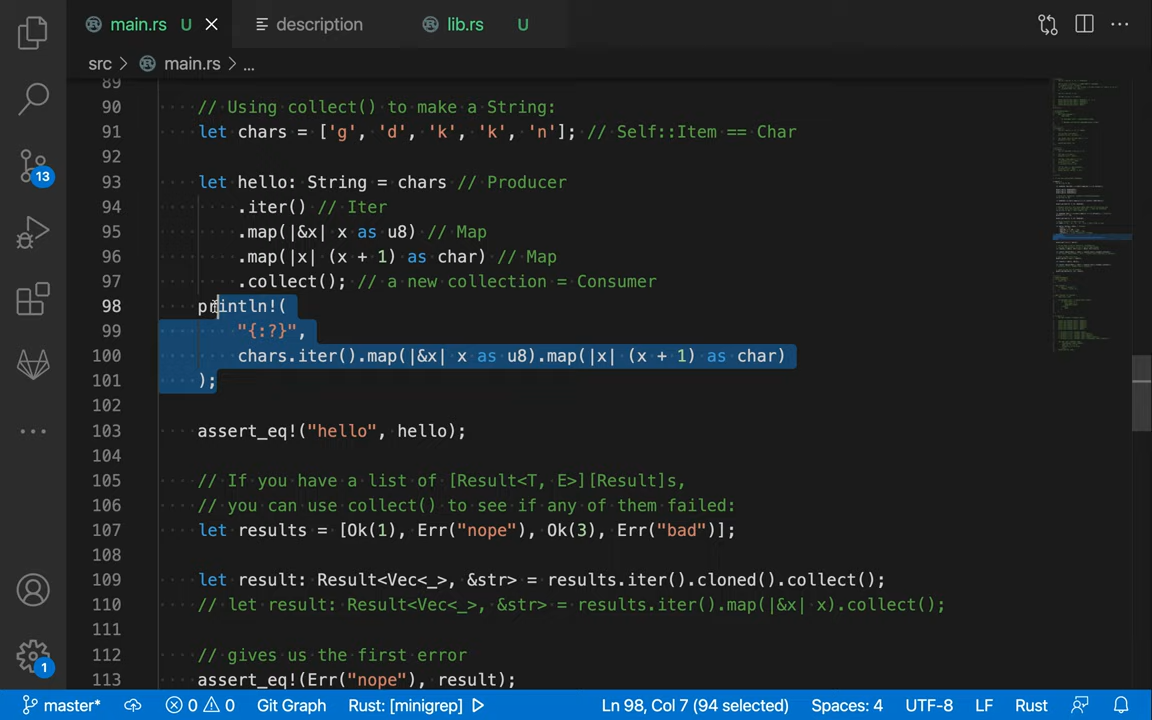 main.rs U description lib.rs U
src > main.rs > ...
89
90 // Using collect() to make a String:
91 let chars = ['g', 'd', 'k', 'k', 'n']; // Self::Item == Char
92
93 let hello: String = chars // Producer
94 .iter() // Iter
95 .map(|&x| x as u8) // Map
96 .map(|x| (x + 1) as char) // Map
97 .collect(); // a new collection = Consumer
98 println!(
99 "{:?}",
100 chars.iter().map(|&x| x as u8).map(|x| (x + 1) as char)
101 );
102
103 assert_eq!("hello", hello);
104
105 // If you have a list of [Result<T, E>][Result]s,
106 // you can use collect() to see if any of them failed:
107 let results = [Ok(1), Err("nope"), Ok(3), Err("bad")];
108
109 let result: Result<Vec<_>, &str> = results.iter().cloned().collect();
110 // let result: Result<Vec<_>, &str> = results.iter().map(|&x| x).collect();
111
112 // gives us the first error
113 assert_eq!(Err("nope"), result);
13
1
master* 0 0 Git Graph Rust: [minigrep] Ln 98, Col 7 (94 selected) Spaces: 4 UTF-8 LF Rust